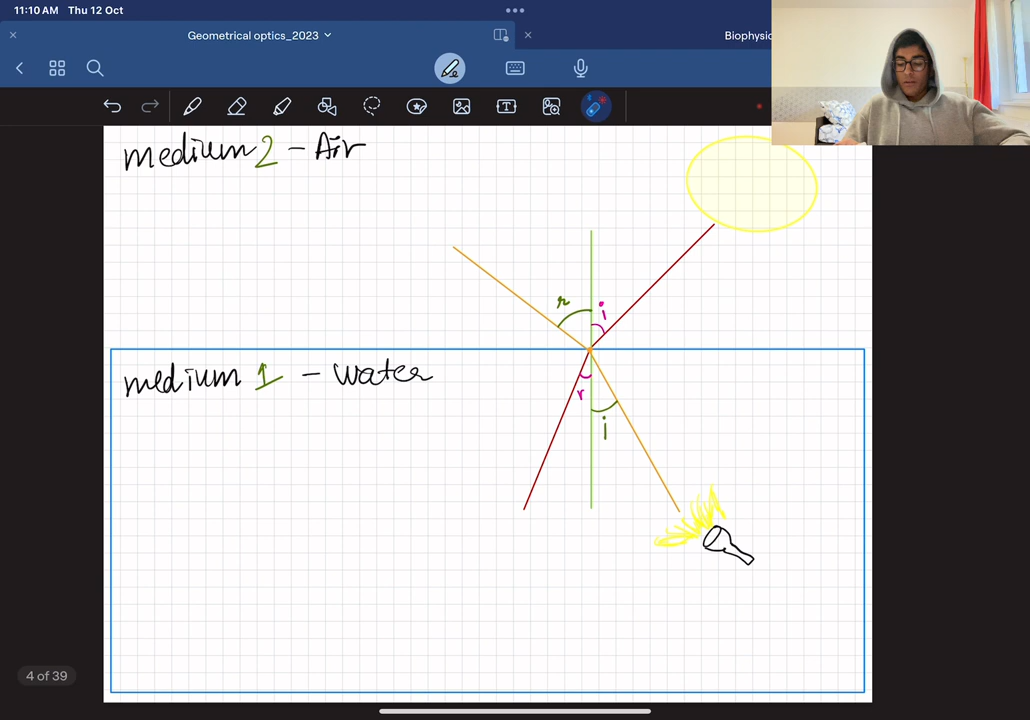 11:10 AM Thu 12 Oct
Geometrical optics_2023
Biophysic
medium 2 - Air
r
i
medium 1 - water
r
i
4 of 39